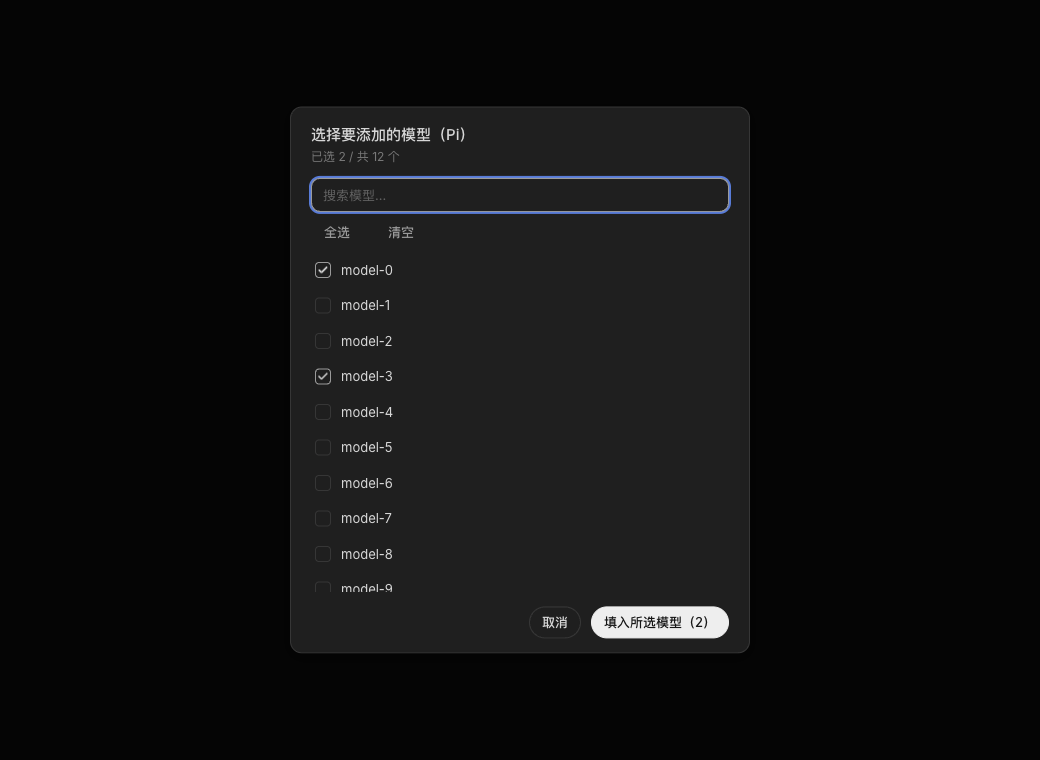 选择要添加的模型（Pi）
已选 2 / 共 12 个
搜索模型...
全选 清空
model-0
model-1
model-2
model-3
model-4
model-5
model-6
model-7
model-8
model-9
取消 填入所选模型（2）